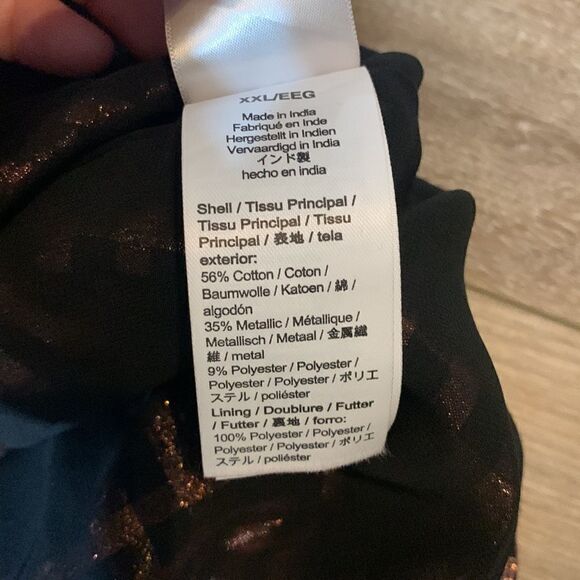 XXL/EEG
Made in India
Fabriqué en Inde
Hergestellt in Indien
Vervaardigd in India
インド製
hecho en india
Shell / Tissu Principal /
Tissu Principal / Tissu
Principal / 表地 / tela
exterior:
56% Cotton / Coton /
Baumwolle / Katoen / 綿 /
algodón
35% Metallic / Métallique /
Metallisch / Metaal / 金属繊
維 / metal
9% Polyester / Polyester /
Polyester / Polyester / ポリエ
ステル / poliéster
Lining / Doublure / Futter
/ Futter / 裏地 / forro:
100% Polyester / Polyester /
Polyester / Polyester / ポリエ
ステル / poliéster